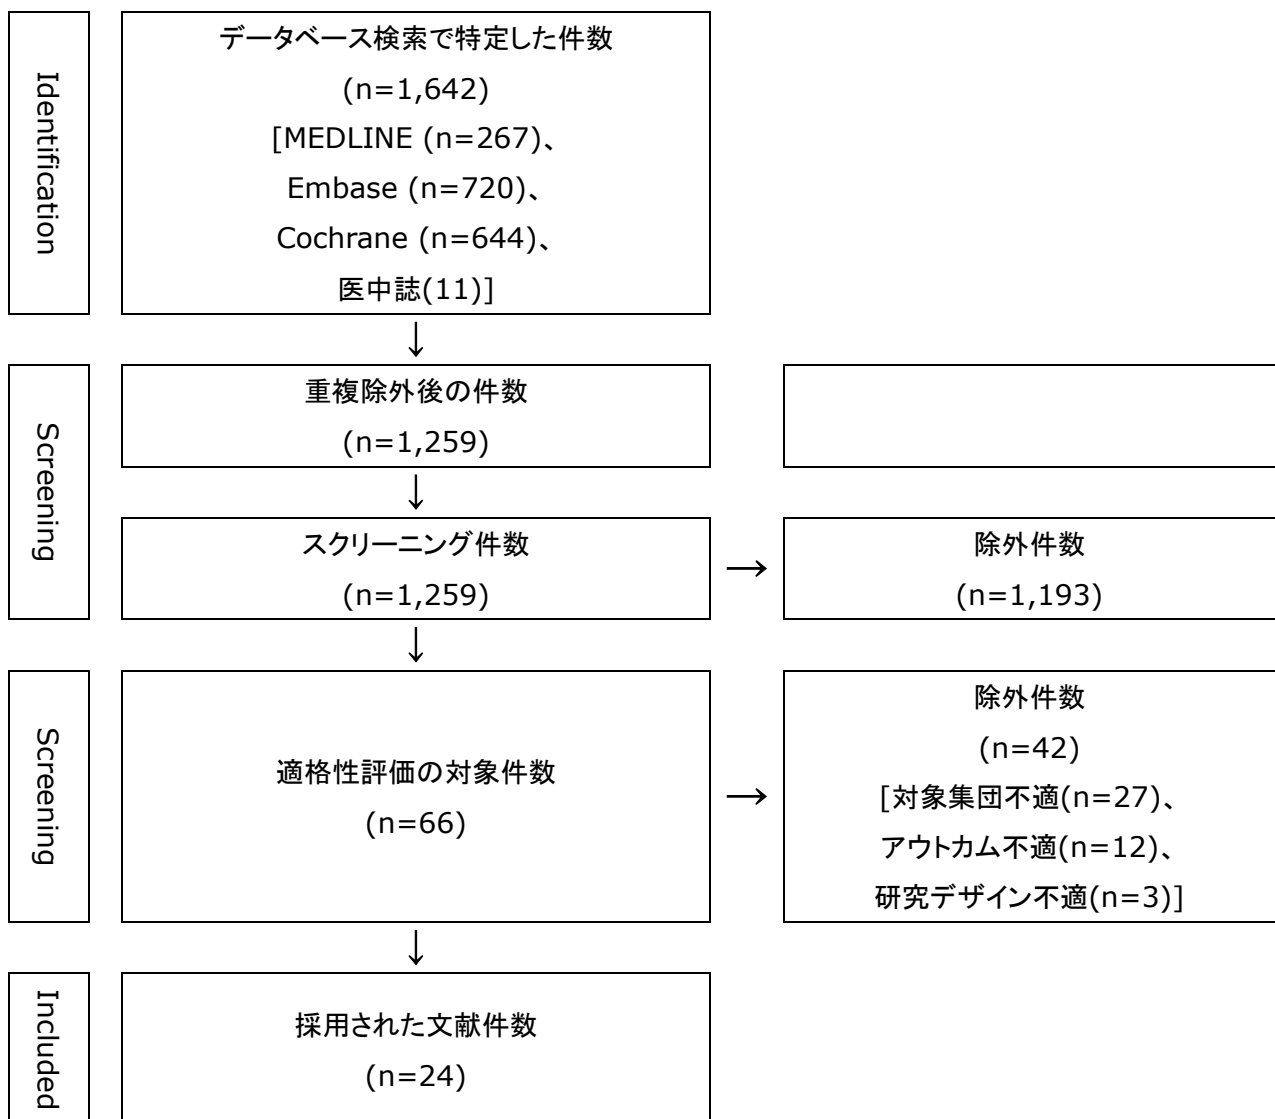 Identification
データベース検索で特定した件数
(n=1,642)
[MEDLINE (n=267)、
Embase (n=720)、
Cochrane (n=644)、
医中誌(11)]
↓
Screening
重複除外後の件数
(n=1,259)
↓
スクリーニング件数
(n=1,259)
→
除外件数
(n=1,193)
↓
Screening
適格性評価の対象件数
(n=66)
→
除外件数
(n=42)
[対象集団不適(n=27)、
アウトカム不適(n=12)、
研究デザイン不適(n=3)]
↓
Included
採用された文献件数
(n=24)